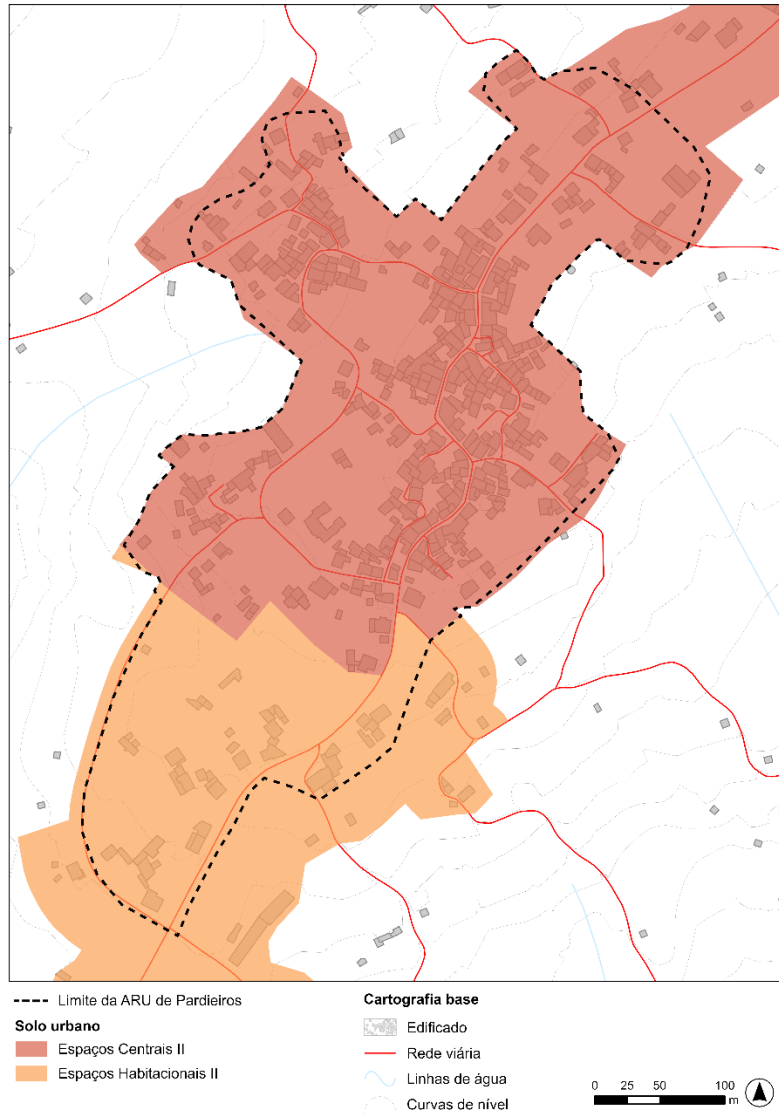 Limite da ARU de Pardieiros
Solo urbano
Espaços Centrais II
Espaços Habitacionais II
Cartografia base
Edificado
Rede viária
Linhas de água
Curvas de nível
0 25 50 100
m